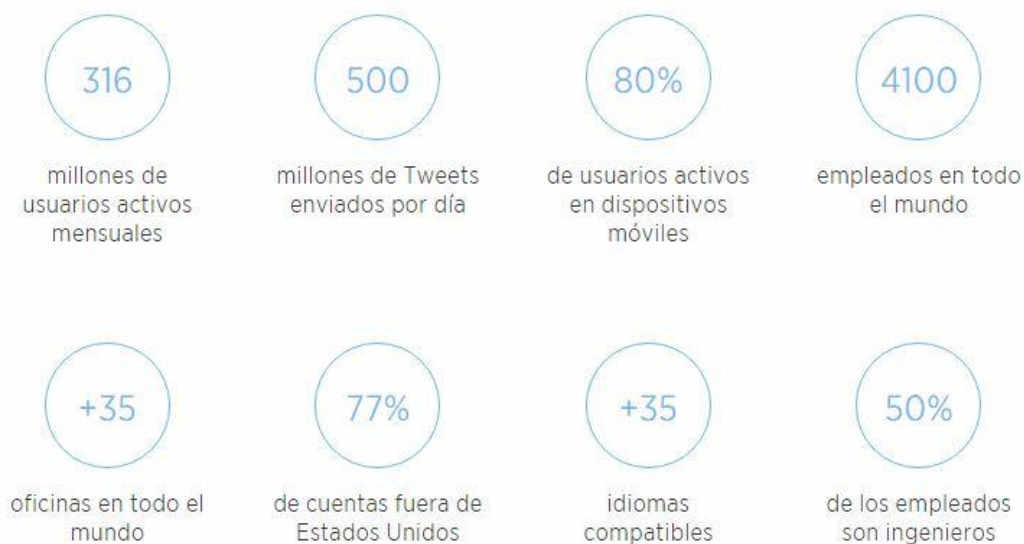 316
millones de
usuarios activos
mensuales
500
millones de Tweets
enviados por día
80%
de usuarios activos
en dispositivos
móviles
4100
empleados en todo
el mundo
+35
oficinas en todo el
mundo
77%
de cuentas fuera de
Estados Unidos
+35
idiomas
compatibles
50%
de los empleados
son ingenieros